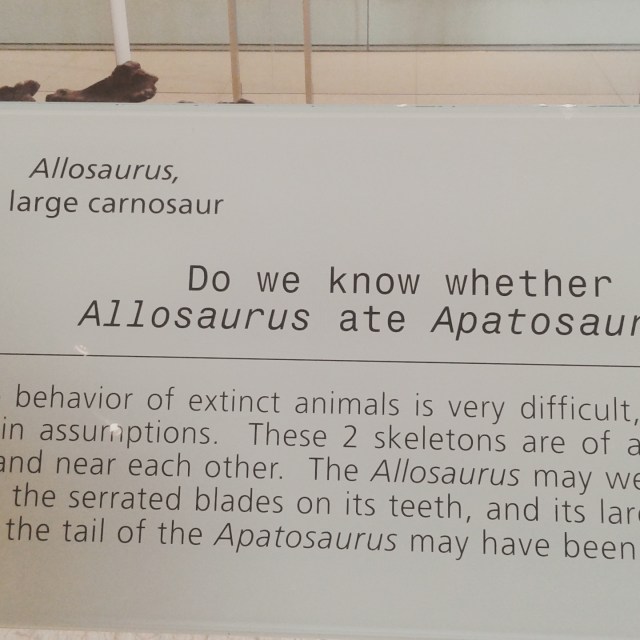 Allosaurus,
large carnosaur
Do we know whether
Allosaurus ate Apatosaur
behavior of extinct animals is very difficult,
in assumptions. These 2 skeletons are of a
and near each other. The Allosaurus may we
the serrated blades on its teeth, and its lar
the tail of the Apatosaurus may have been